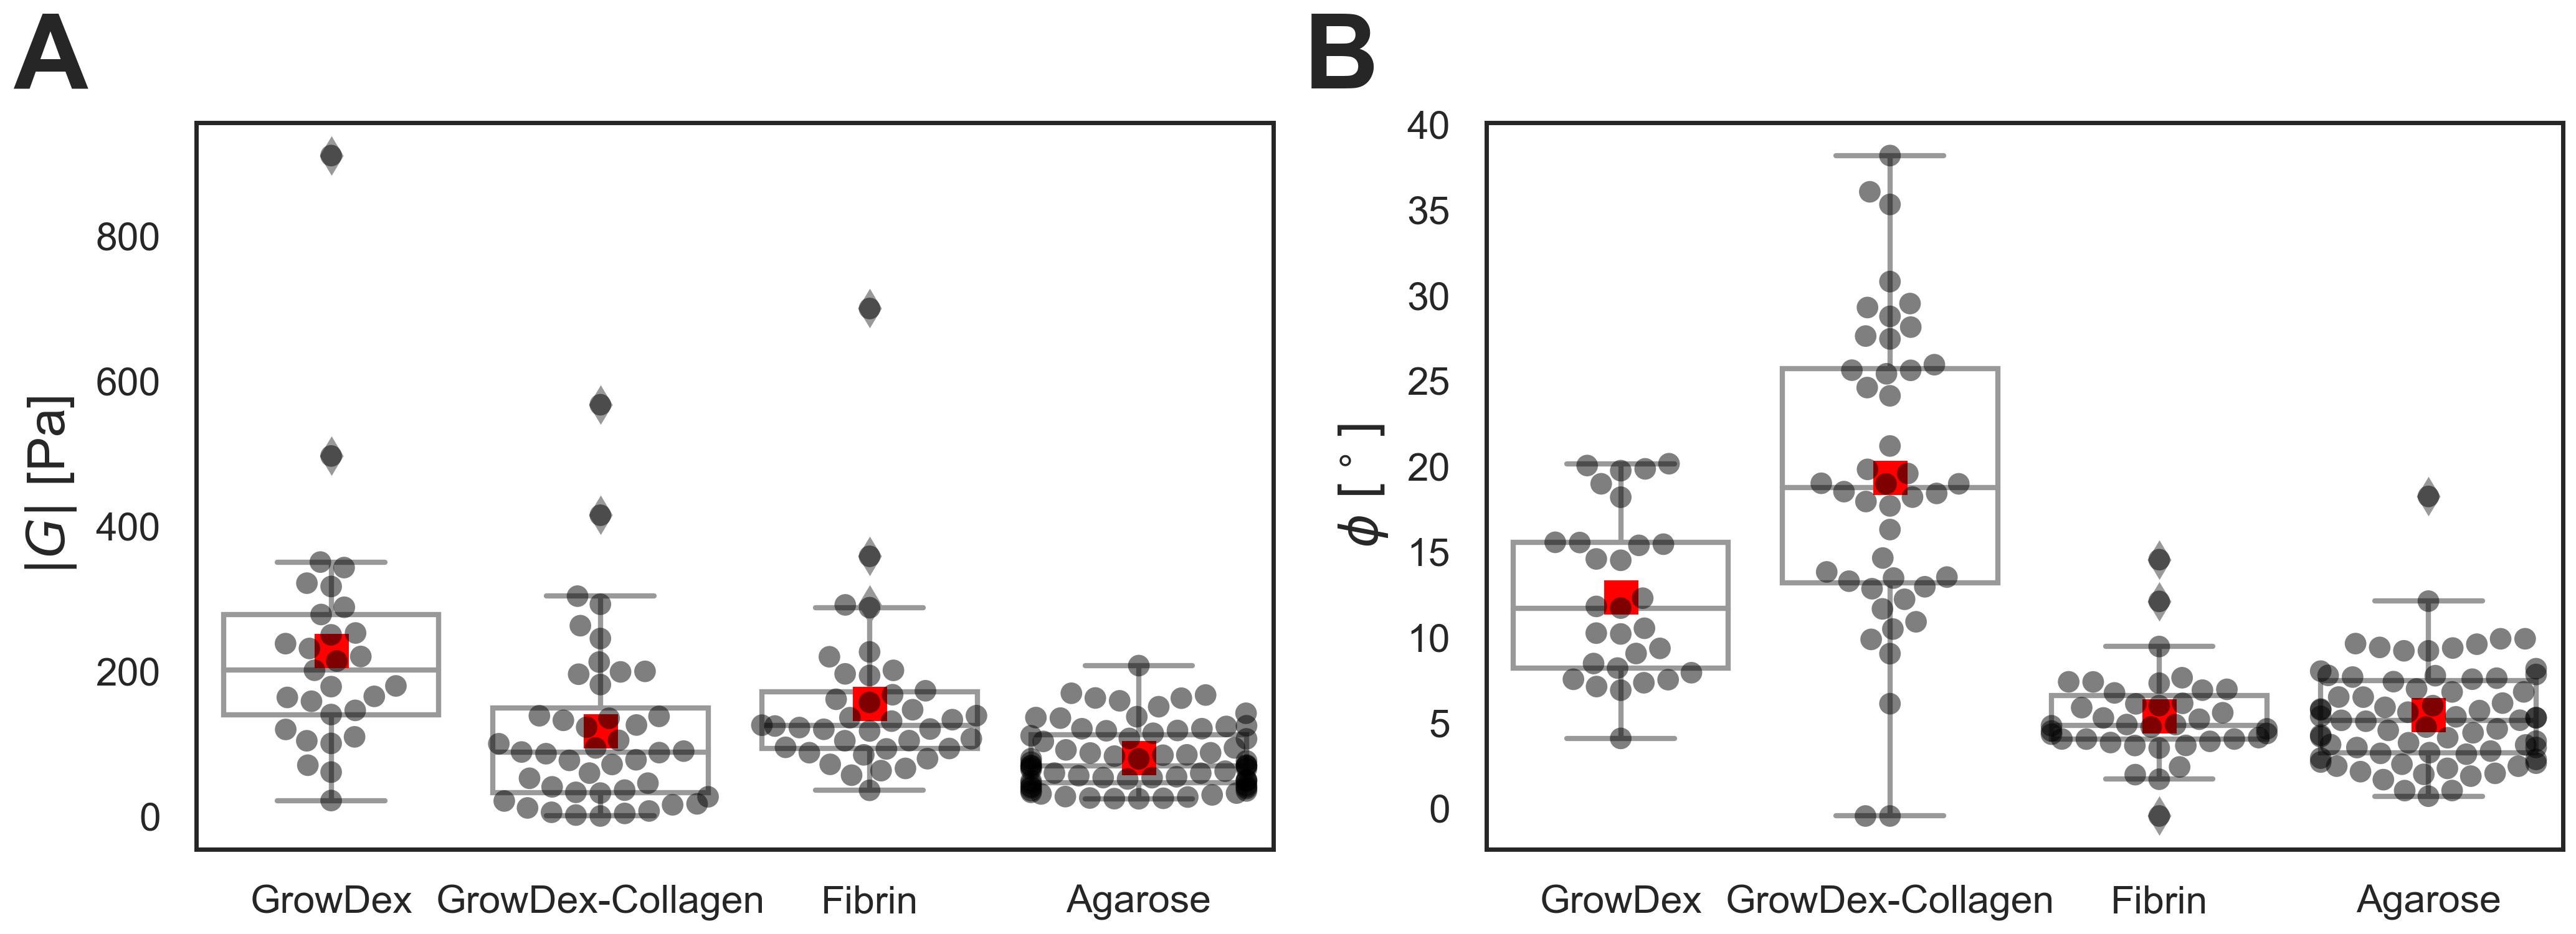 A
|G| [Pa]
800
600
400
200
0
GrowDex GrowDex-Collagen Fibrin Agarose
B
ϕ [°]
40
35
30
25
20
15
10
5
0
GrowDex GrowDex-Collagen Fibrin Agarose